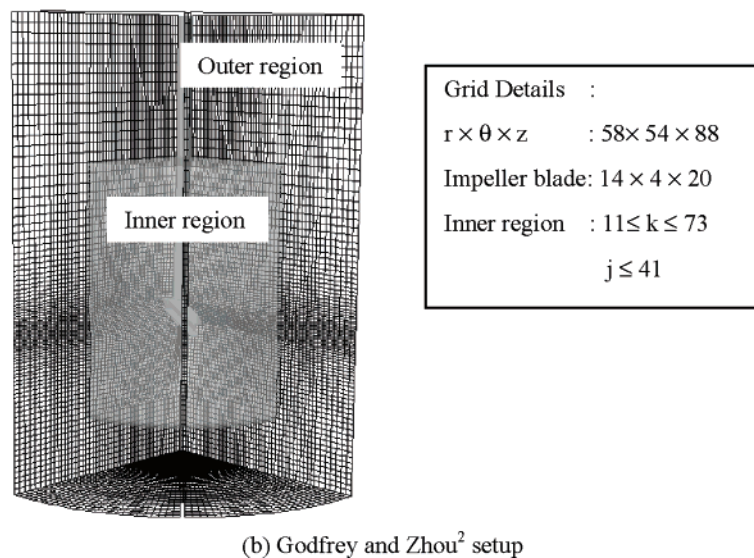 Outer region
Inner region
Grid Details :
r × θ × z : 58× 54 × 88
Impeller blade: 14 × 4 × 20
Inner region : 11≤ k ≤ 73
j ≤ 41
(b) Godfrey and Zhou² setup